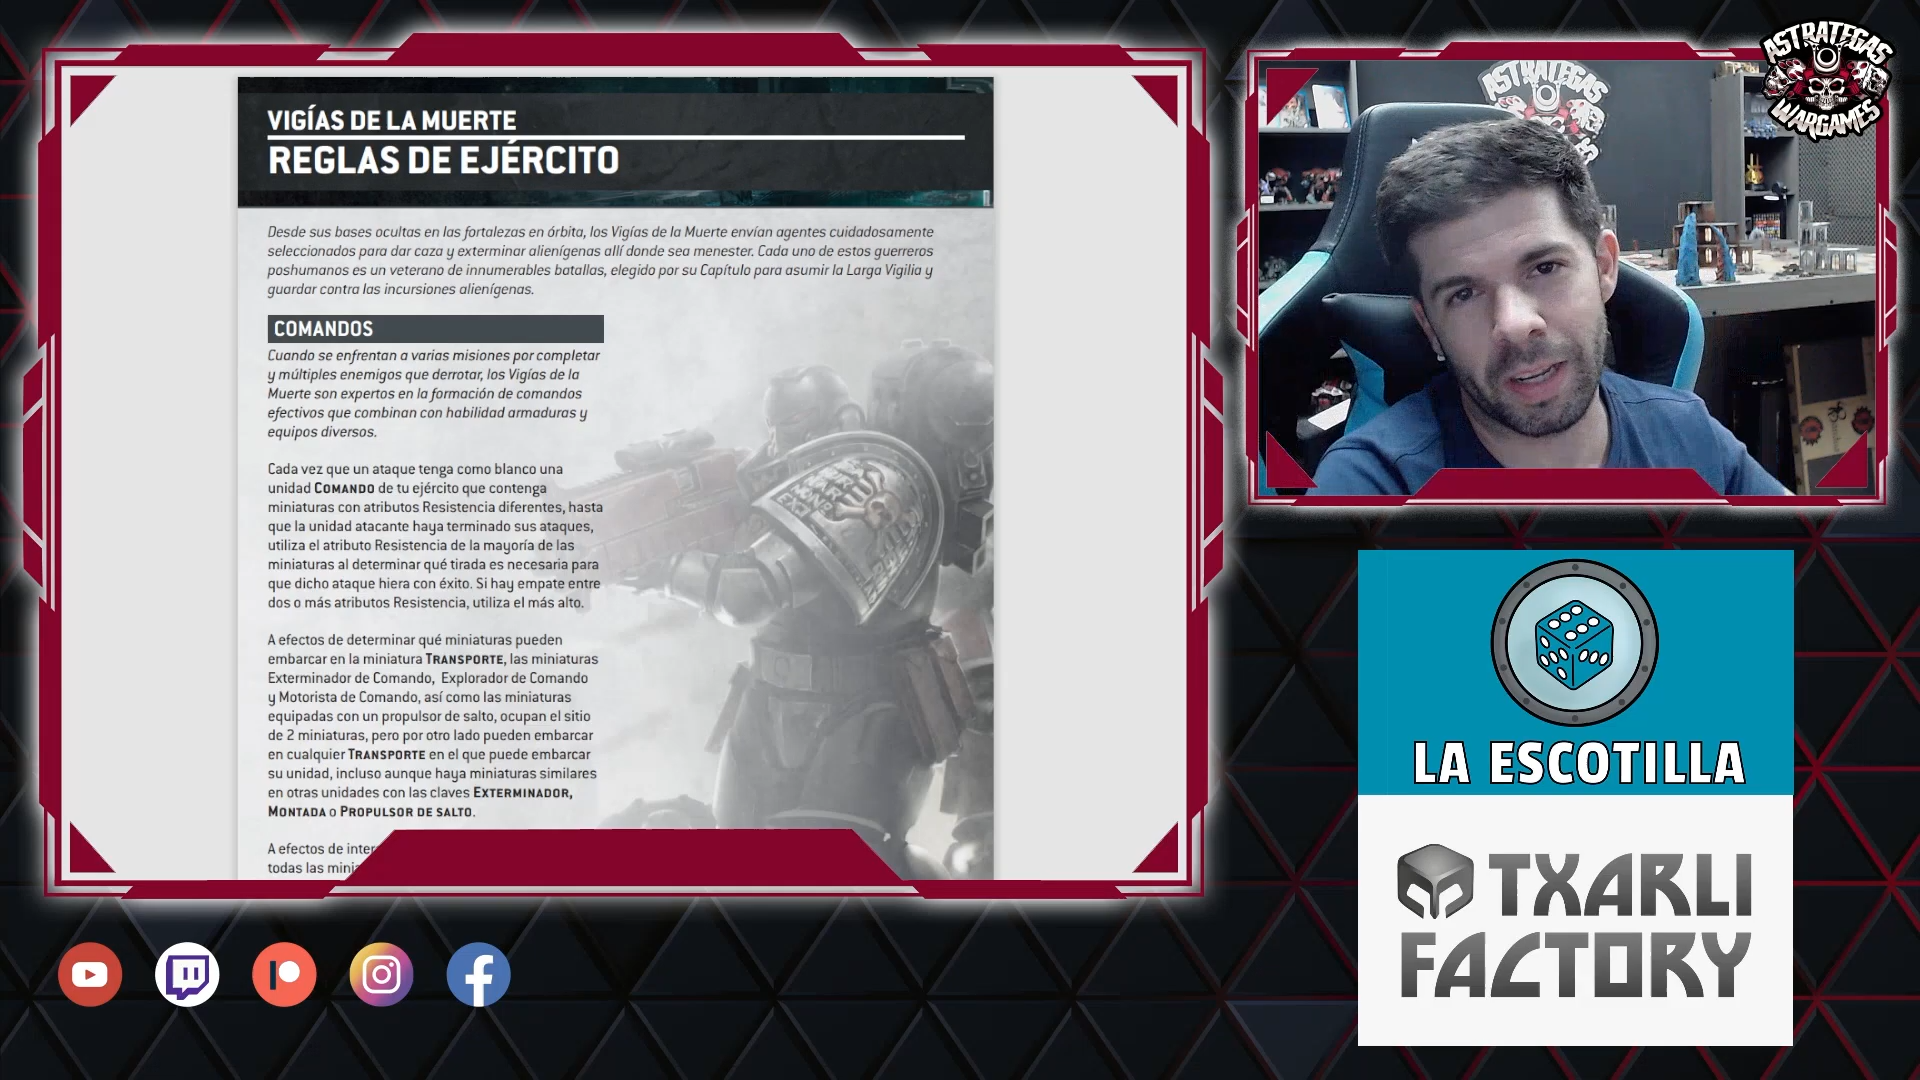 VIGÍAS DE LA MUERTE
REGLAS DE EJÉRCITO
Desde sus bases ocultas en las fortalezas en órbita, los Vigías de la Muerte envían agentes cuidadosamente
seleccionados para dar caza y exterminar alienígenas allí donde sea menester. Cada uno de estos guerreros
poshumanos es un veterano de innumerables batallas, elegido por su Capítulo para asumir la Larga Vigilia y
guardar contra las incursiones alienígenas.
COMANDOS
Cuando se enfrentan a varias misiones por completar
y múltiples enemigos que derrotar, los Vigías de la
Muerte son expertos en la formación de comandos
efectivos que combinan con habilidad armaduras y
equipos diversos.
Cada vez que un ataque tenga como blanco una
unidad COMANDO de tu ejército que contenga
miniaturas con atributos Resistencia diferentes, hasta
que la unidad atacante haya terminado sus ataques,
utiliza el atributo Resistencia de la mayoría de las
miniaturas al determinar qué tirada es necesaria para
que dicho ataque hiera con éxito. Si hay empate entre
dos o más atributos Resistencia, utiliza el más alto.
A efectos de determinar qué miniaturas pueden
embarcar en la miniatura TRANSPORTE, las miniaturas
Exterminador de Comando, Explorador de Comando
y Motorista de Comando, así como las miniaturas
equipadas con un propulsor de salto, ocupan el sitio
de 2 miniaturas, pero por otro lado pueden embarcar
en cualquier TRANSPORTE en el que puede embarcar
su unidad, incluso aunque haya miniaturas similares
en otras unidades con las claves EXTERMINADOR,
MONTADA o PROPULSOR DE SALTO.
A efectos de
todas las
ASTRATEGAS
WARGAMES
ASTRATEGAS
LA ESCOTILLA
TXARLI
FACTORY